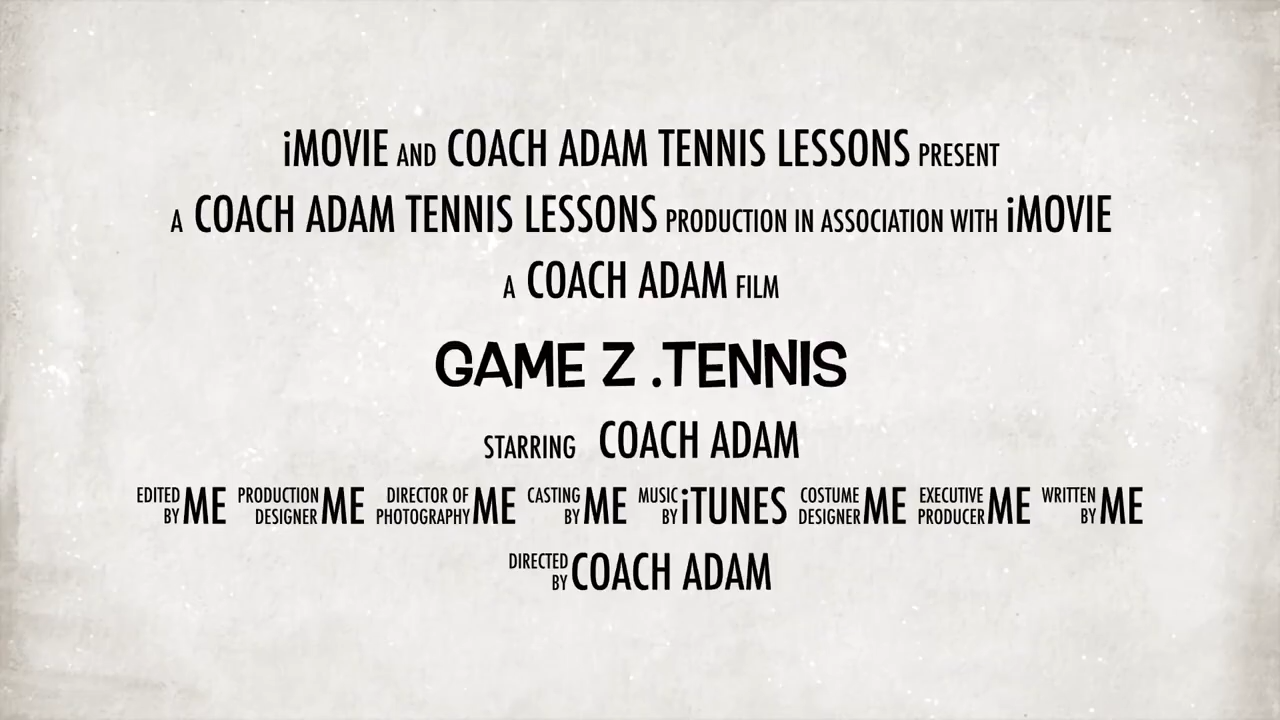 iMOVIE AND COACH ADAM TENNIS LESSONS PRESENT
A COACH ADAM TENNIS LESSONS PRODUCTION IN ASSOCIATION WITH iMOVIE
A COACH ADAM FILM
GAME Z .TENNIS
STARRING COACH ADAM
EDITED BY ME PRODUCTION DESIGNER ME DIRECTOR OF PHOTOGRAPHY ME CASTING BY ME MUSIC BY iTUNES COSTUME DESIGNER ME EXECUTIVE PRODUCER ME WRITTEN BY ME
DIRECTED BY COACH ADAM